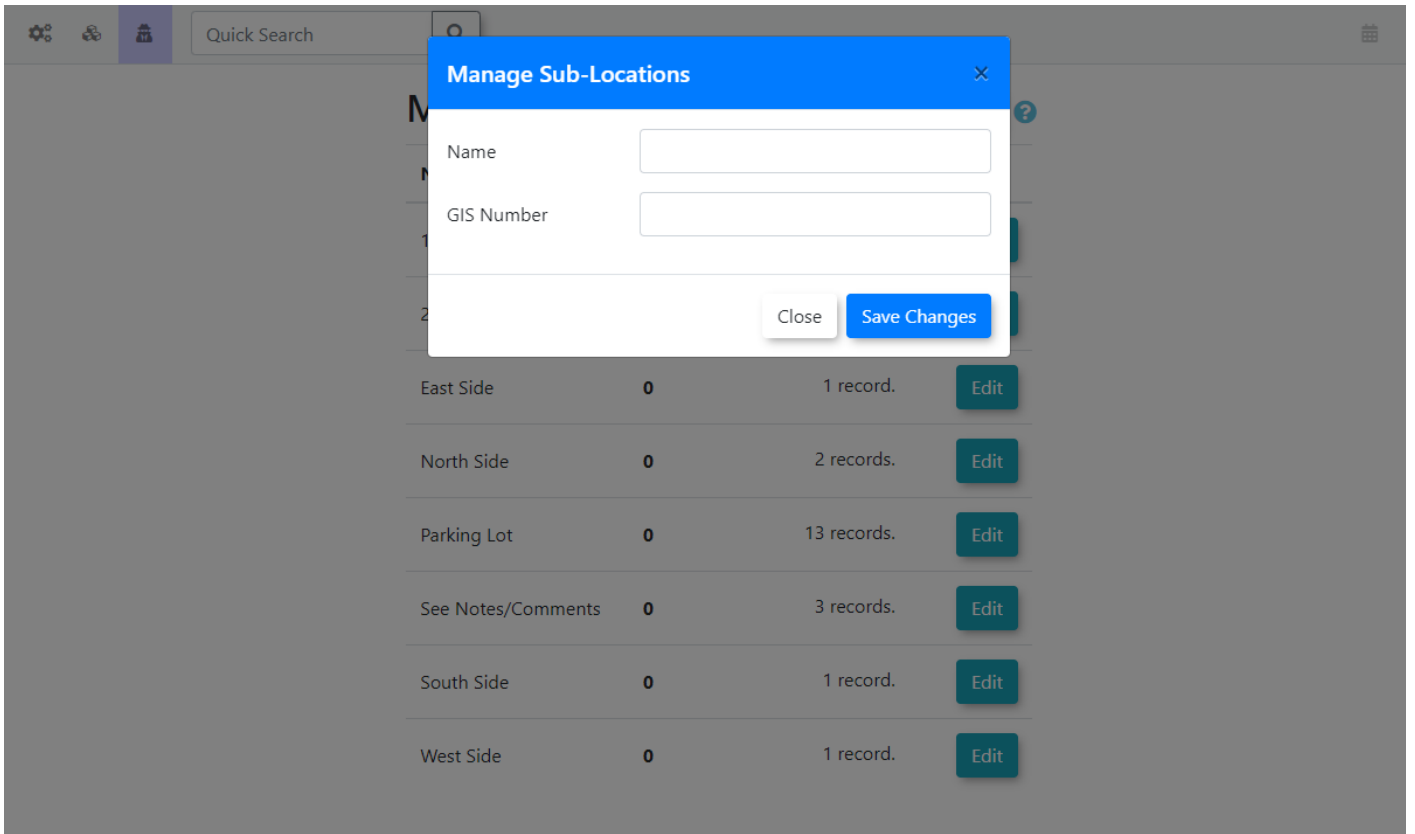 Quick Search
Manage Sub-Locations ×
Name
GIS Number
Close Save Changes
East Side 0 1 record. Edit
North Side 0 2 records. Edit
Parking Lot 0 13 records. Edit
See Notes/Comments 0 3 records. Edit
South Side 0 1 record. Edit
West Side 0 1 record. Edit